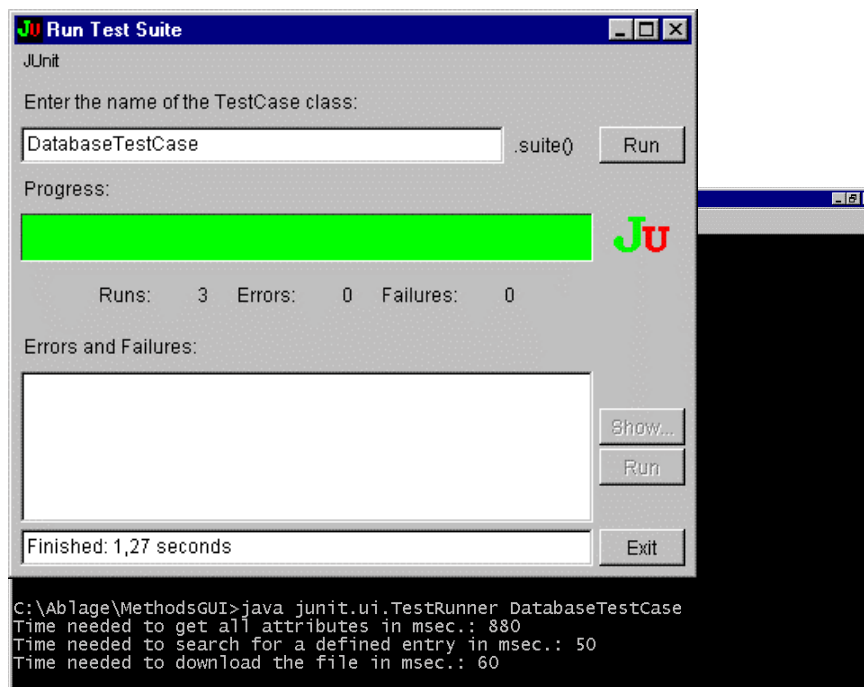 JU Run Test Suite
JUnit
Enter the name of the TestCase class:
DatabaseTestCase .suite() Run
Progress:
JU
Runs: 3 Errors: 0 Failures: 0
Errors and Failures:
Show...
Run
Finished: 1,27 seconds Exit
C:\Ablage\MethodsGUI>java junit.ui.TestRunner DatabaseTestCase
Time needed to get all attributes in msec.: 880
Time needed to search for a defined entry in msec.: 50
Time needed to download the file in msec.: 60